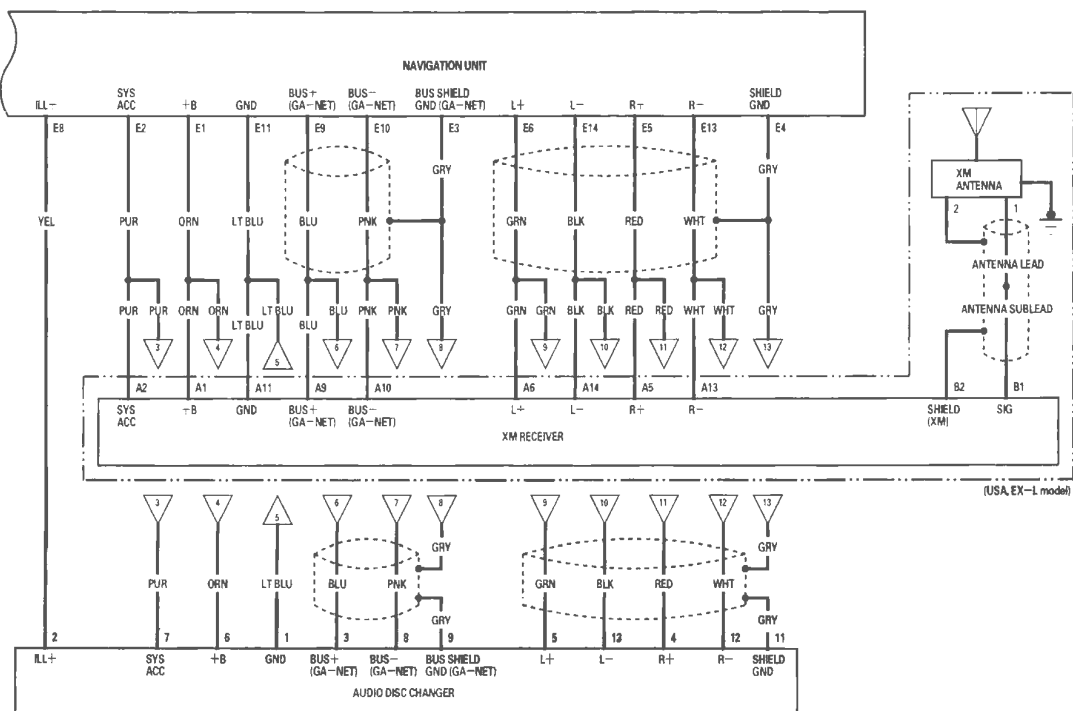 NAVIGATION UNIT
ILL−
SYS ACC
+B
GND
BUS+ (GA−NET)
BUS− (GA−NET)
BUS SHIELD GND (GA−NET)
L+
L−
R+
R−
SHIELD GND
E8
E2
E1
E11
E9
E10
E3
E6
E14
E5
E13
E4
GRY
GRY
XM ANTENNA
2
1
YEL
PUR
ORN
LT BLU
BLU
PNK
GRN
BLK
RED
WHT
ANTENNA LEAD
ANTENNA SUBLEAD
PUR
PUR
ORN
ORN
LT BLU
LT BLU
BLU
BLU
PNK
PNK
GRY
GRN
GRN
BLK
BLK
RED
RED
WHT
WHT
GRY
3
4
5
6
7
8
9
10
11
12
13
A2
A1
A11
A9
A10
A6
A14
A5
A13
B2
B1
SYS ACC
+B
GND
BUS+ (GA−NET)
BUS− (GA−NET)
L+
L−
R+
R−
SHIELD (XM)
SIG
XM RECEIVER
(USA, EX−L model)
3
4
5
6
7
8
9
10
11
12
13
GRY
GRY
PUR
ORN
LT BLU
BLU
PNK
GRN
BLK
RED
WHT
GRY
GRY
2
7
6
1
3
8
9
5
13
4
12
11
ILL+
SYS ACC
+B
GND
BUS+ (GA−NET)
BUS− (GA−NET)
BUS SHIELD GND (GA−NET)
L+
L−
R+
R−
SHIELD GND
AUDIO DISC CHANGER